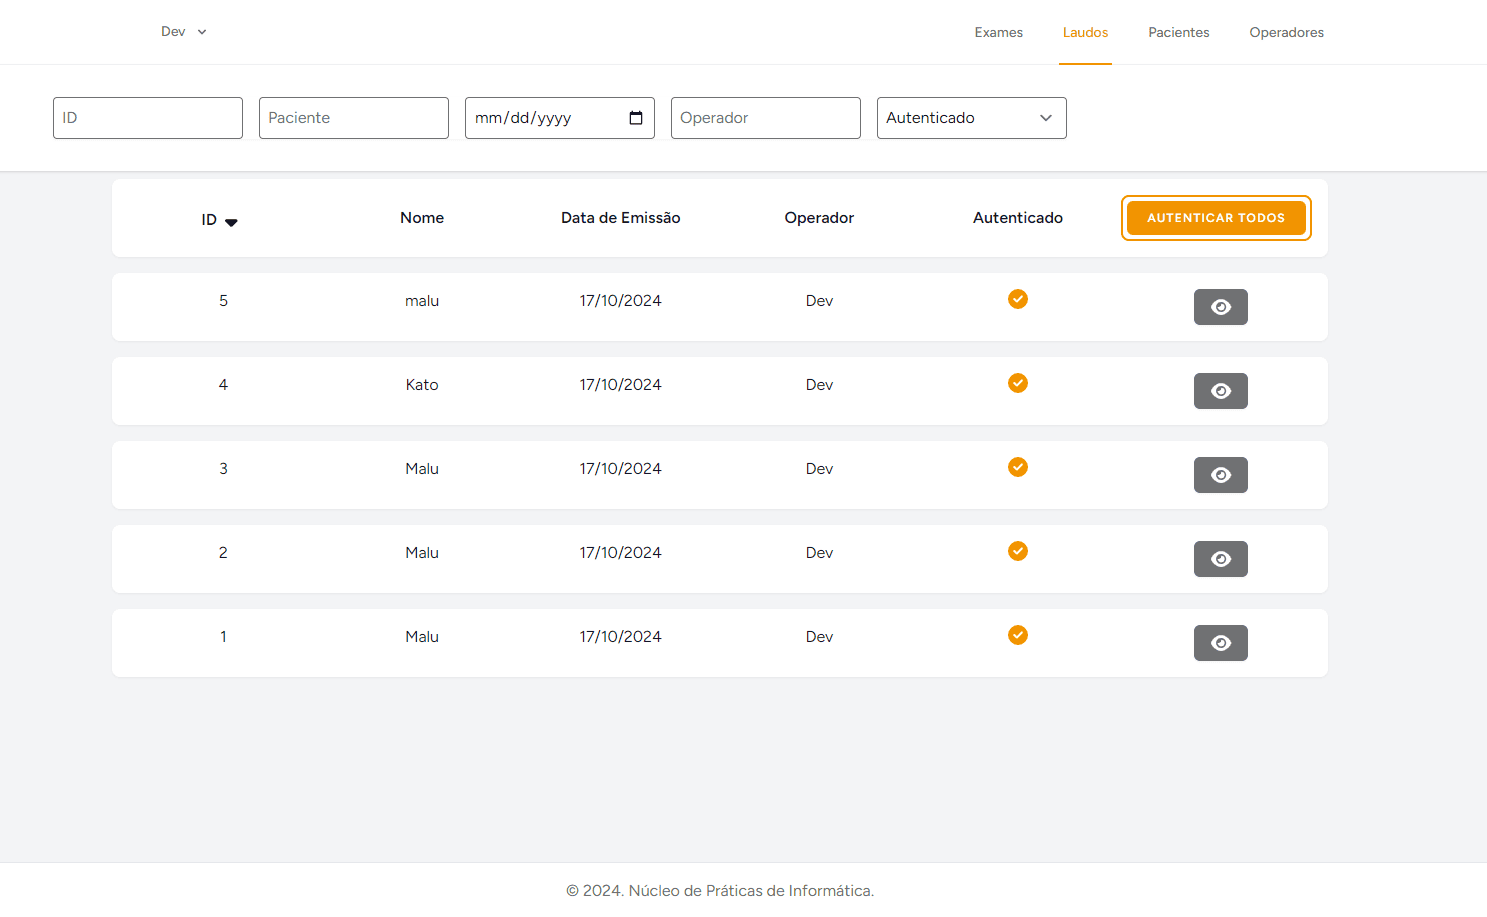 Dev Exames Laudos Pacientes Operadores
ID Paciente mm/dd/yyyy Operador Autenticado
ID Nome Data de Emissão Operador Autenticado AUTENTICAR TODOS
5 malu 17/10/2024 Dev
4 Kato 17/10/2024 Dev
3 Malu 17/10/2024 Dev
2 Malu 17/10/2024 Dev
1 Malu 17/10/2024 Dev
© 2024. Núcleo de Práticas de Informática.